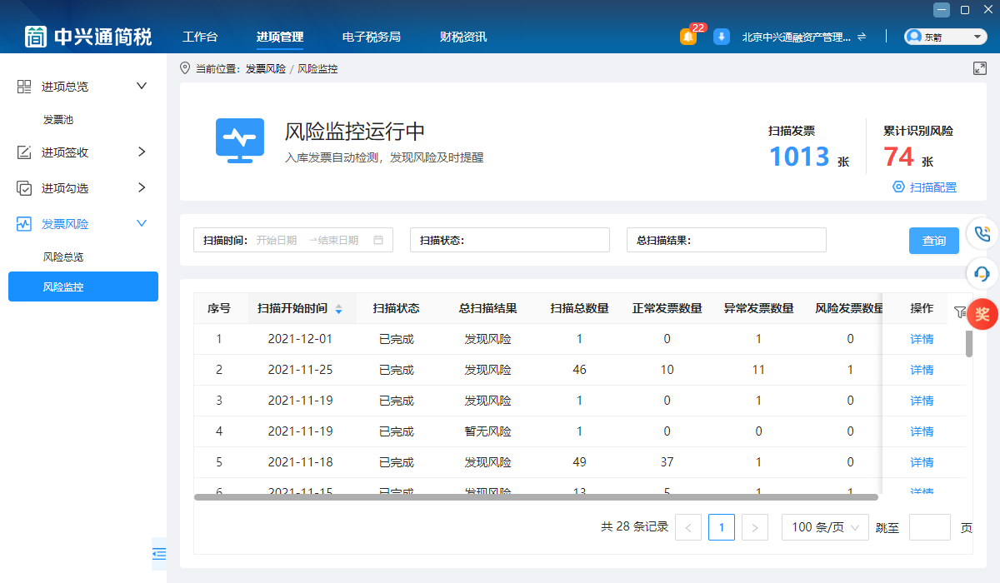 简 中兴通简税 工作台 进项管理 电子税务局 财税资讯 22 北京中兴通融资产管理... 东箭
进项总览
发票池
进项签收
进项勾选
发票风险
风险总览
风险监控
当前位置： 发票风险 / 风险监控
风险监控运行中
入库发票自动检测，发现风险及时提醒
扫描发票 累计识别风险
1013 张 74 张
扫描配置
扫描时间： 开始日期 →结束日期 扫描状态： 总扫描结果： 查询
奖
序号 扫描开始时间 扫描状态 总扫描结果 扫描总数量 正常发票数量 异常发票数量 风险发票数量 操作
1 2021-12-01 已完成 发现风险 1 0 1 0 详情
2 2021-11-25 已完成 发现风险 46 10 11 1 详情
3 2021-11-19 已完成 发现风险 1 0 1 0 详情
4 2021-11-19 已完成 暂无风险 1 0 0 0 详情
5 2021-11-18 已完成 发现风险 49 37 1 0 详情
6 2021-11-15 已完成 发现风险 13 5 1 1 详情
共 28 条记录 < 1 > 100 条/页 跳至 页